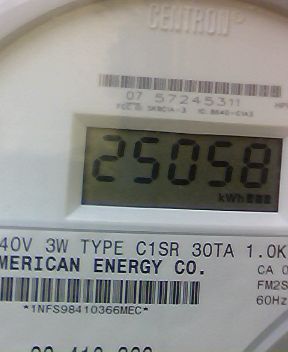 CENTRON®
07 57245311
25058
kWh
40V 3W TYPE C1SR 30TA 1.0K
MERICAN ENERGY CO.
CA 0
FM2S
60Hz
*1NFS98410366MEC*